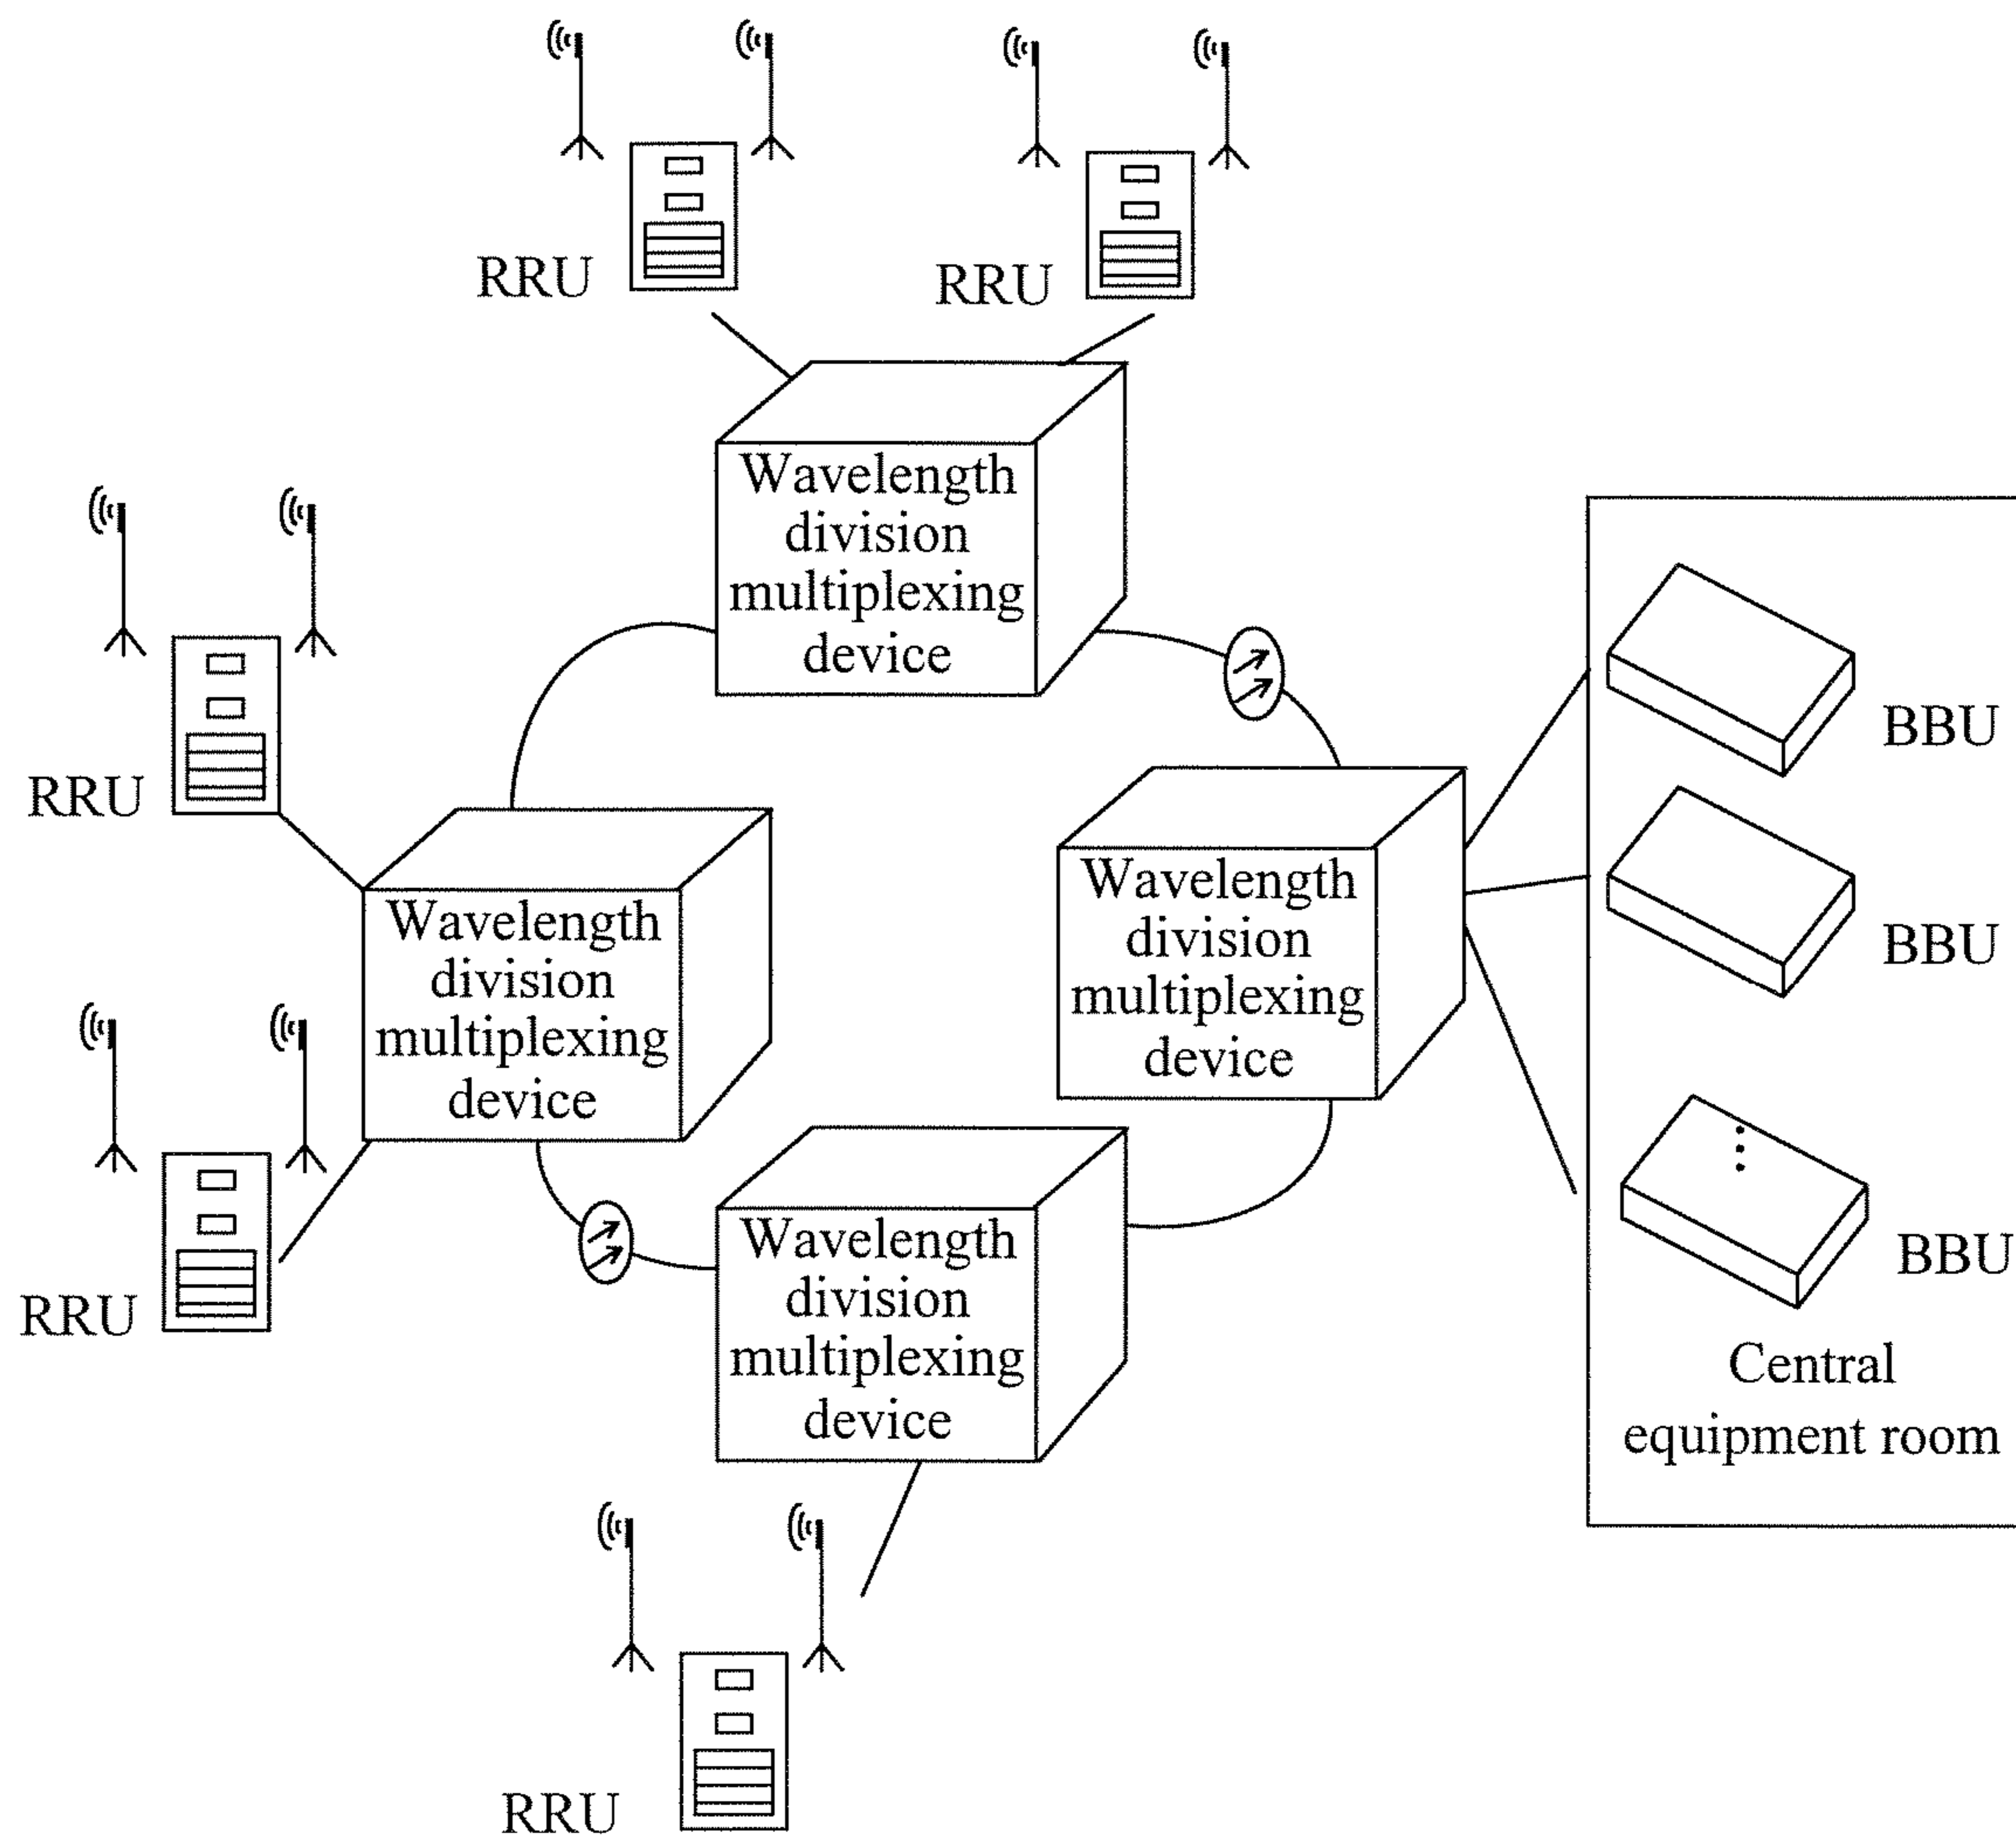 RRU
RRU
Wavelength
division
multiplexing
device
RRU
BBU
Wavelength
division
multiplexing
device
BBU
Wavelength
division
multiplexing
device
RRU
BBU
Wavelength
division
multiplexing
device
Central
equipment room
RRU